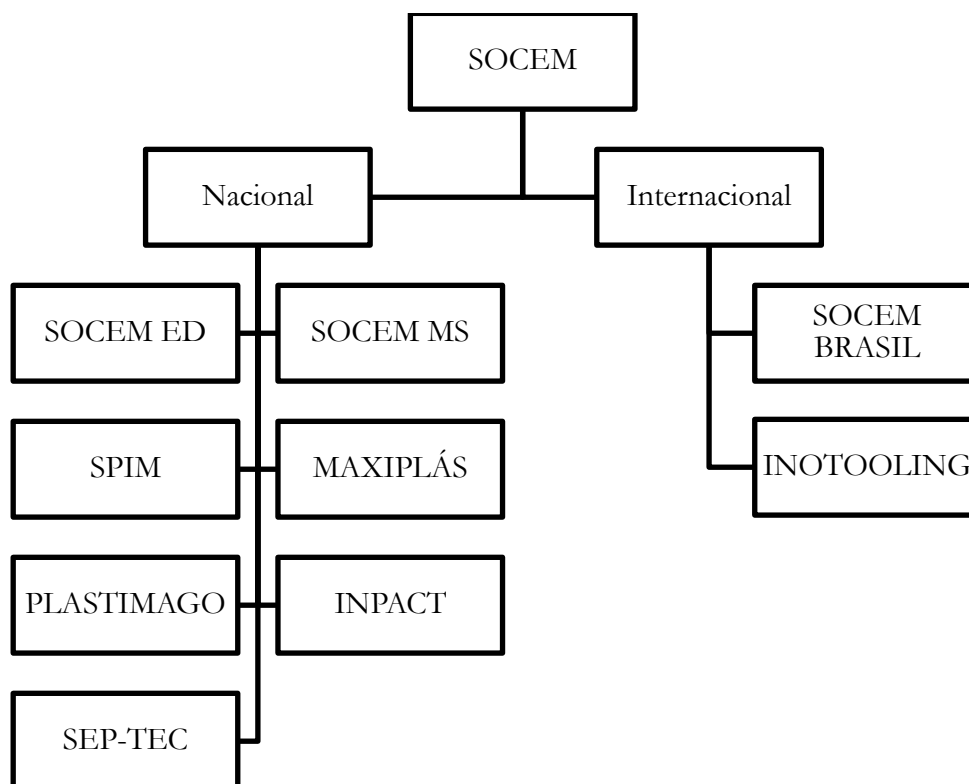 SOCEM
Nacional
Internacional
SOCEM ED
SOCEM MS
SOCEM
BRASIL
SPIM
MAXIPLÁS
INOTOOLING
PLASTIMAGO
INPACT
SEP-TEC